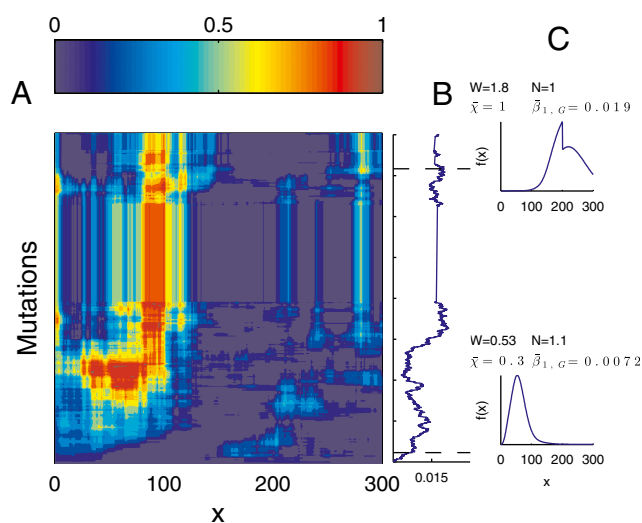 0 0.5 1
C
A
B
W=1.8 N=1
χ̄ = 1 β̄ 1, G = 0.019
f(x)
0 100 200 300
Mutations
W=0.53 N=1.1
χ̄ = 0.3 β̄ 1, G = 0.0072
f(x)
0 100 200 300
x
0 100 200 300
x
0.015